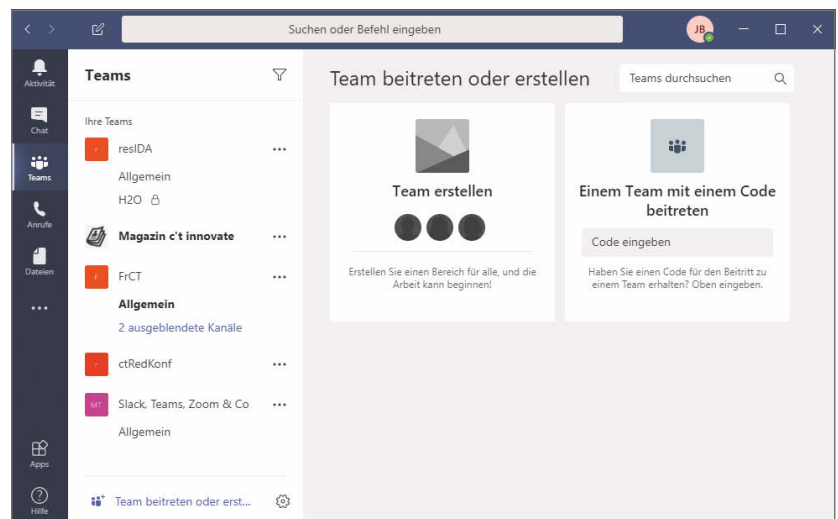 Suchen oder Befehl eingeben
JB
Aktivität
Chat
Teams
Anrufe
Dateien
Apps
Hilfe
Teams
Ihre Teams
r
resIDA
Allgemein
H2O
Magazin c't innovate
F
FrCT
Allgemein
2 ausgeblendete Kanäle
ctRedKonf
MT
Slack, Teams, Zoom & Co
Allgemein
Team beitreten oder erst...
Team beitreten oder erstellen
Teams durchsuchen
Team erstellen
Erstellen Sie einen Bereich für alle, und die
Arbeit kann beginnen!
Einem Team mit einem Code
beitreten
Code eingeben
Haben Sie einen Code für den Beitritt zu
einem Team erhalten? Oben eingeben.